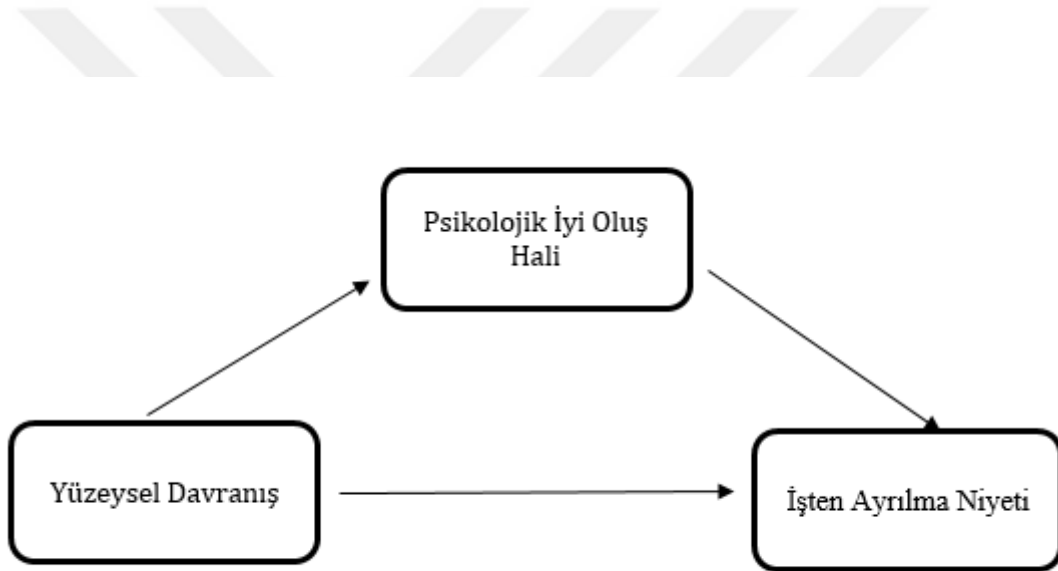 Psikolojik İyi Oluş
Hali
Yüzeysel Davranış
İşten Ayrılma Niyeti